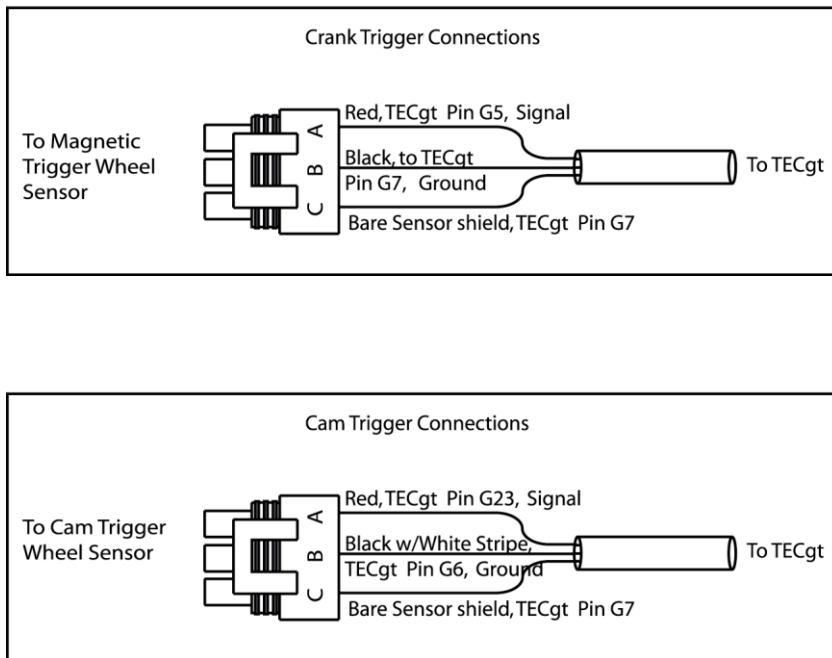 Crank Trigger Connections
To Magnetic
Trigger Wheel
Sensor
A
B
C
Red, TECgt Pin G5, Signal
Black, to TECgt
Pin G7, Ground
Bare Sensor shield, TECgt Pin G7
To TECgt
Cam Trigger Connections
To Cam Trigger
Wheel Sensor
A
B
C
Red, TECgt Pin G23, Signal
Black w/White Stripe,
TECgt Pin G6, Ground
Bare Sensor shield, TECgt Pin G7
To TECgt